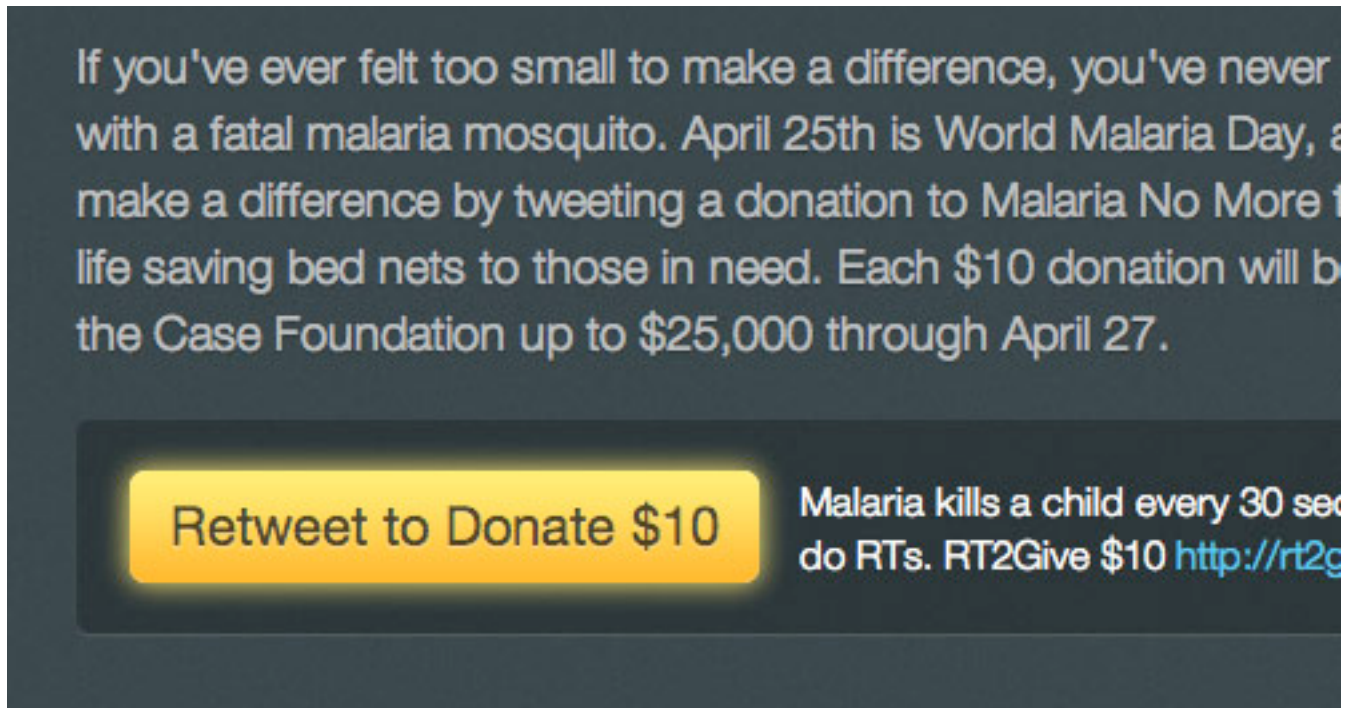 If you've ever felt too small to make a difference, you've never
with a fatal malaria mosquito. April 25th is World Malaria Day,
make a difference by tweeting a donation to Malaria No More
life saving bed nets to those in need. Each $10 donation will
the Case Foundation up to $25,000 through April 27.
Retweet to Donate $10
Malaria kills a child every 30
do RTs. RT2Give $10 http://rt2g